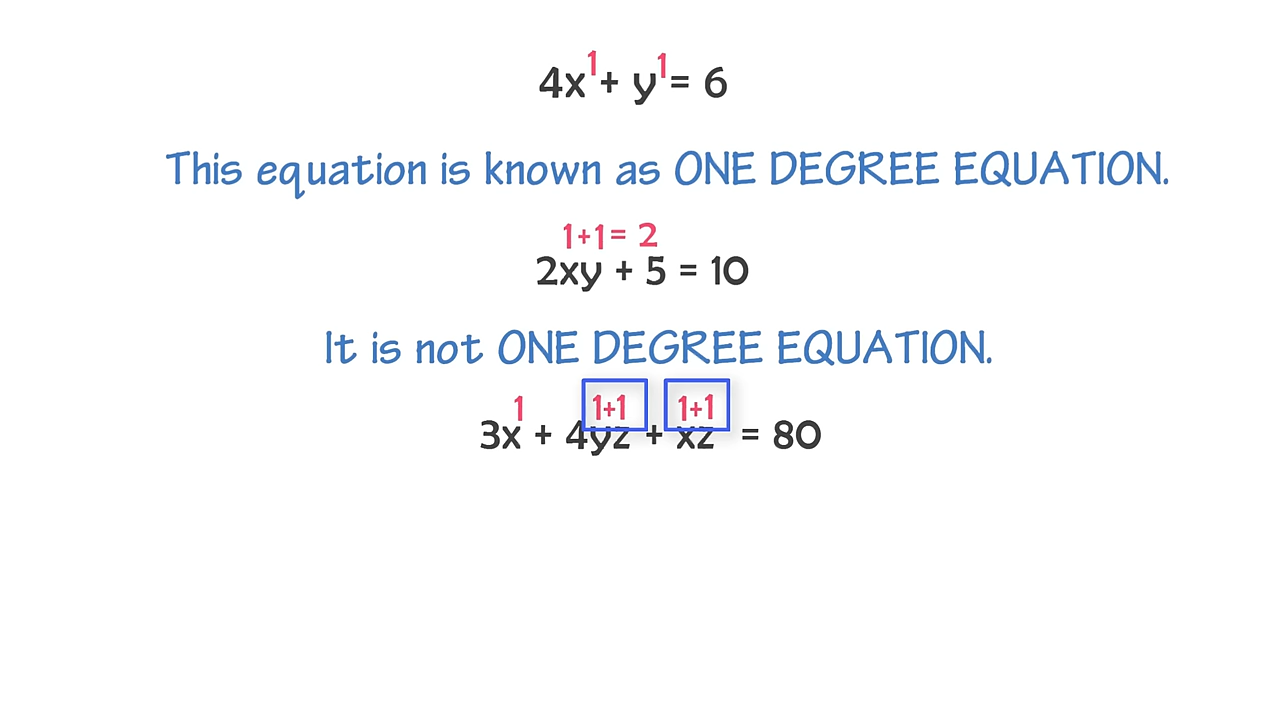 4x¹ + y¹ = 6
This equation is known as ONE DEGREE EQUATION.
1+1= 2
2xy + 5 = 10
It is not ONE DEGREE EQUATION.
1 1+1 1+1
3x + 4yz + xz = 80